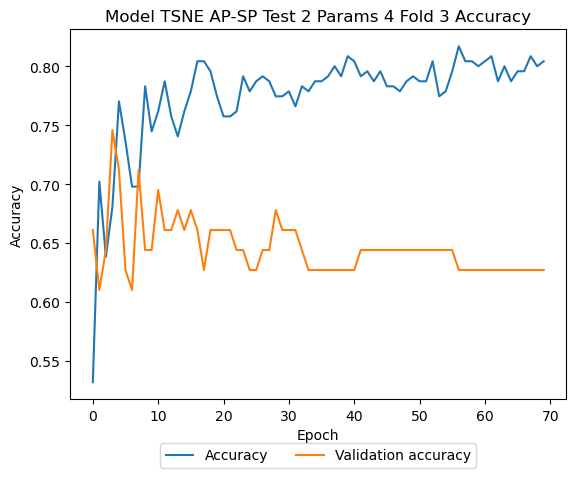 Model TSNE AP-SP Test 2 Params 4 Fold 3 Accuracy
Accuracy
0.80
0.75
0.70
0.65
0.60
0.55
0 10 20 30 40 50 60 70
Epoch
Accuracy Validation accuracy